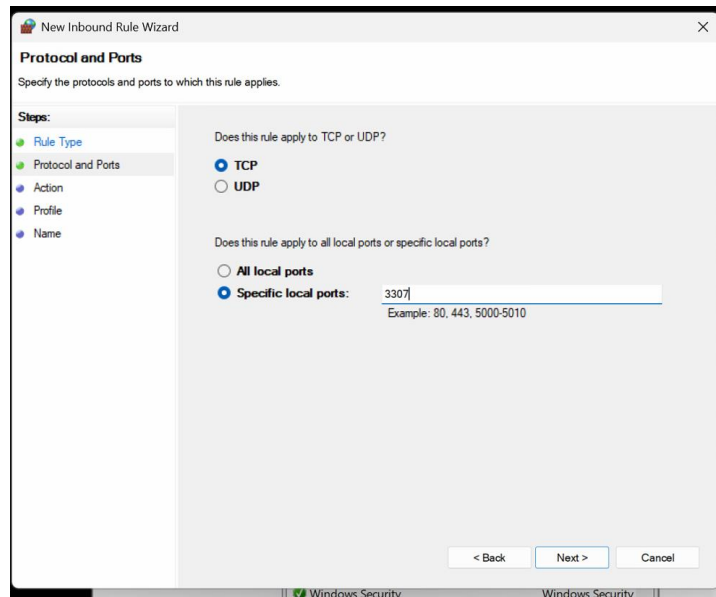 New Inbound Rule Wizard
Protocol and Ports
Specify the protocols and ports to which this rule applies.
Steps:
Rule Type
Protocol and Ports
Action
Profile
Name
Does this rule apply to TCP or UDP?
TCP
UDP
Does this rule apply to all local ports or specific local ports?
All local ports
Specific local ports: 3307
Example: 80, 443, 5000-5010
< Back Next > Cancel
Windows Security Windows Security